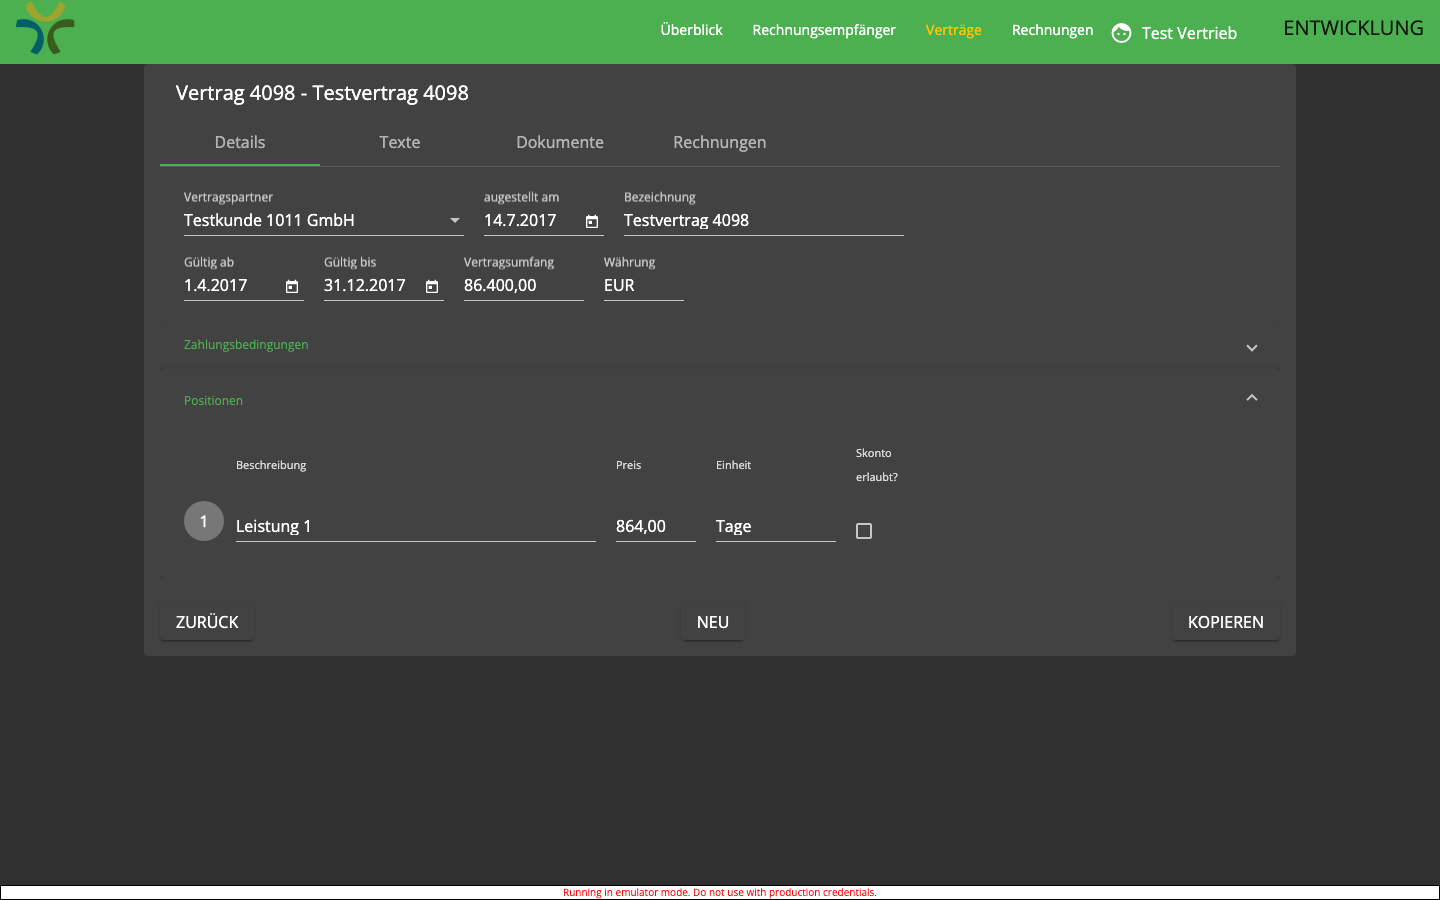 Überblick Rechnungsempfänger Verträge Rechnungen Test Vertrieb ENTWICKLUNG
Vertrag 4098 - Testvertrag 4098
Details Texte Dokumente Rechnungen
Vertragspartner augestellt am Bezeichnung
Testkunde 1011 GmbH 14.7.2017 Testvertrag 4098
Gültig ab Gültig bis Vertragsumfang Währung
1.4.2017 31.12.2017 86.400,00 EUR
Zahlungsbedingungen
Positionen
Beschreibung Preis Einheit Skonto erlaubt?
1 Leistung 1 864,00 Tage
ZURÜCK NEU KOPIEREN
Running in emulator mode. Do not use with production credentials.